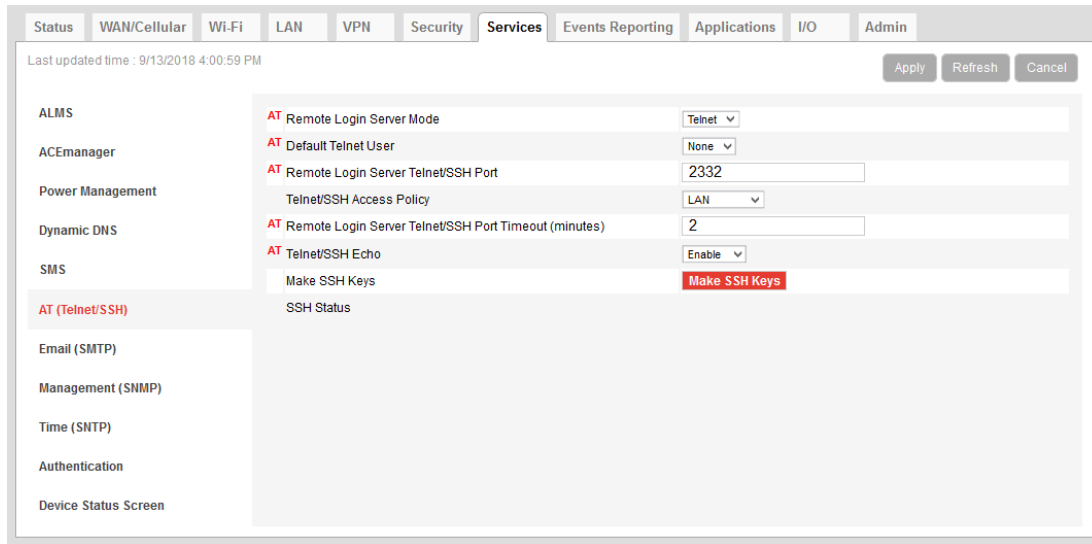 Status WAN/Cellular Wi-Fi LAN VPN Security Services Events Reporting Applications I/O Admin
Last updated time : 9/13/2018 4:00:59 PM
Apply Refresh Cancel
ALMS
ACEmanager
Power Management
Dynamic DNS
SMS
AT (Telnet/SSH)
Email (SMTP)
Management (SNMP)
Time (SNTP)
Authentication
Device Status Screen
AT Remote Login Server Mode Telnet
AT Default Telnet User None
AT Remote Login Server Telnet/SSH Port 2332
Telnet/SSH Access Policy LAN
AT Remote Login Server Telnet/SSH Port Timeout (minutes) 2
AT Telnet/SSH Echo Enable
Make SSH Keys Make SSH Keys
SSH Status